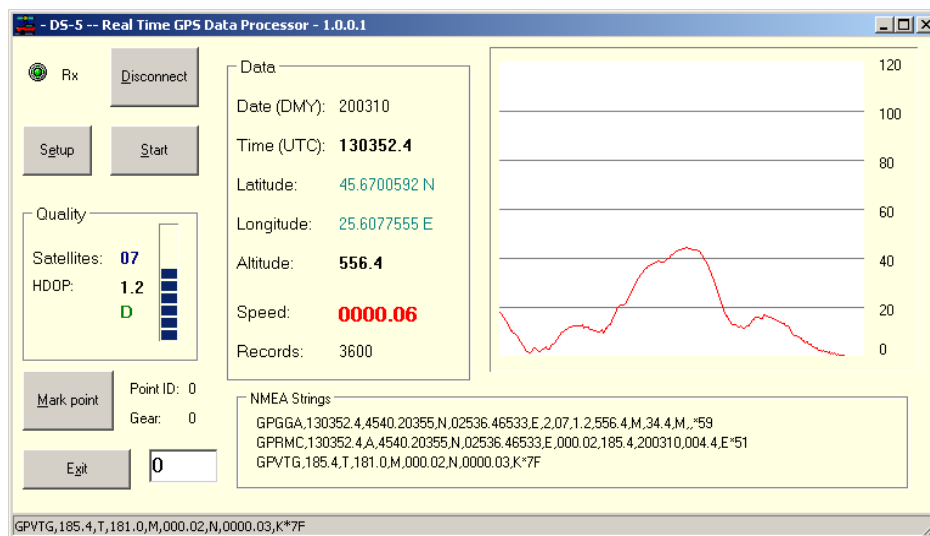 - DS-5 -- Real Time GPS Data Processor - 1.0.0.1
Rx
Disconnect
Setup
Start
Quality
Satellites: 07
HDOP: 1.2
D
Mark point
Point ID: 0
Gear: 0
Exit
0
Data
Date (DMY): 200310
Time (UTC): 130352.4
Latitude: 45.6700592 N
Longitude: 25.6077555 E
Altitude: 556.4
Speed: 0000.06
Records: 3600
120
100
80
60
40
20
0
NMEA Strings
GPGGA,130352.4,4540.20355,N,02536.46533,E,2,07,1.2,556.4,M,34.4,M,,*59
GPRMC,130352.4,A,4540.20355,N,02536.46533,E,000.02,185.4,200310,004.4,E*51
GPVTG,185.4,T,181.0,M,000.02,N,0000.03,K*7F
GPVTG,185.4,T,181.0,M,000.02,N,0000.03,K*7F